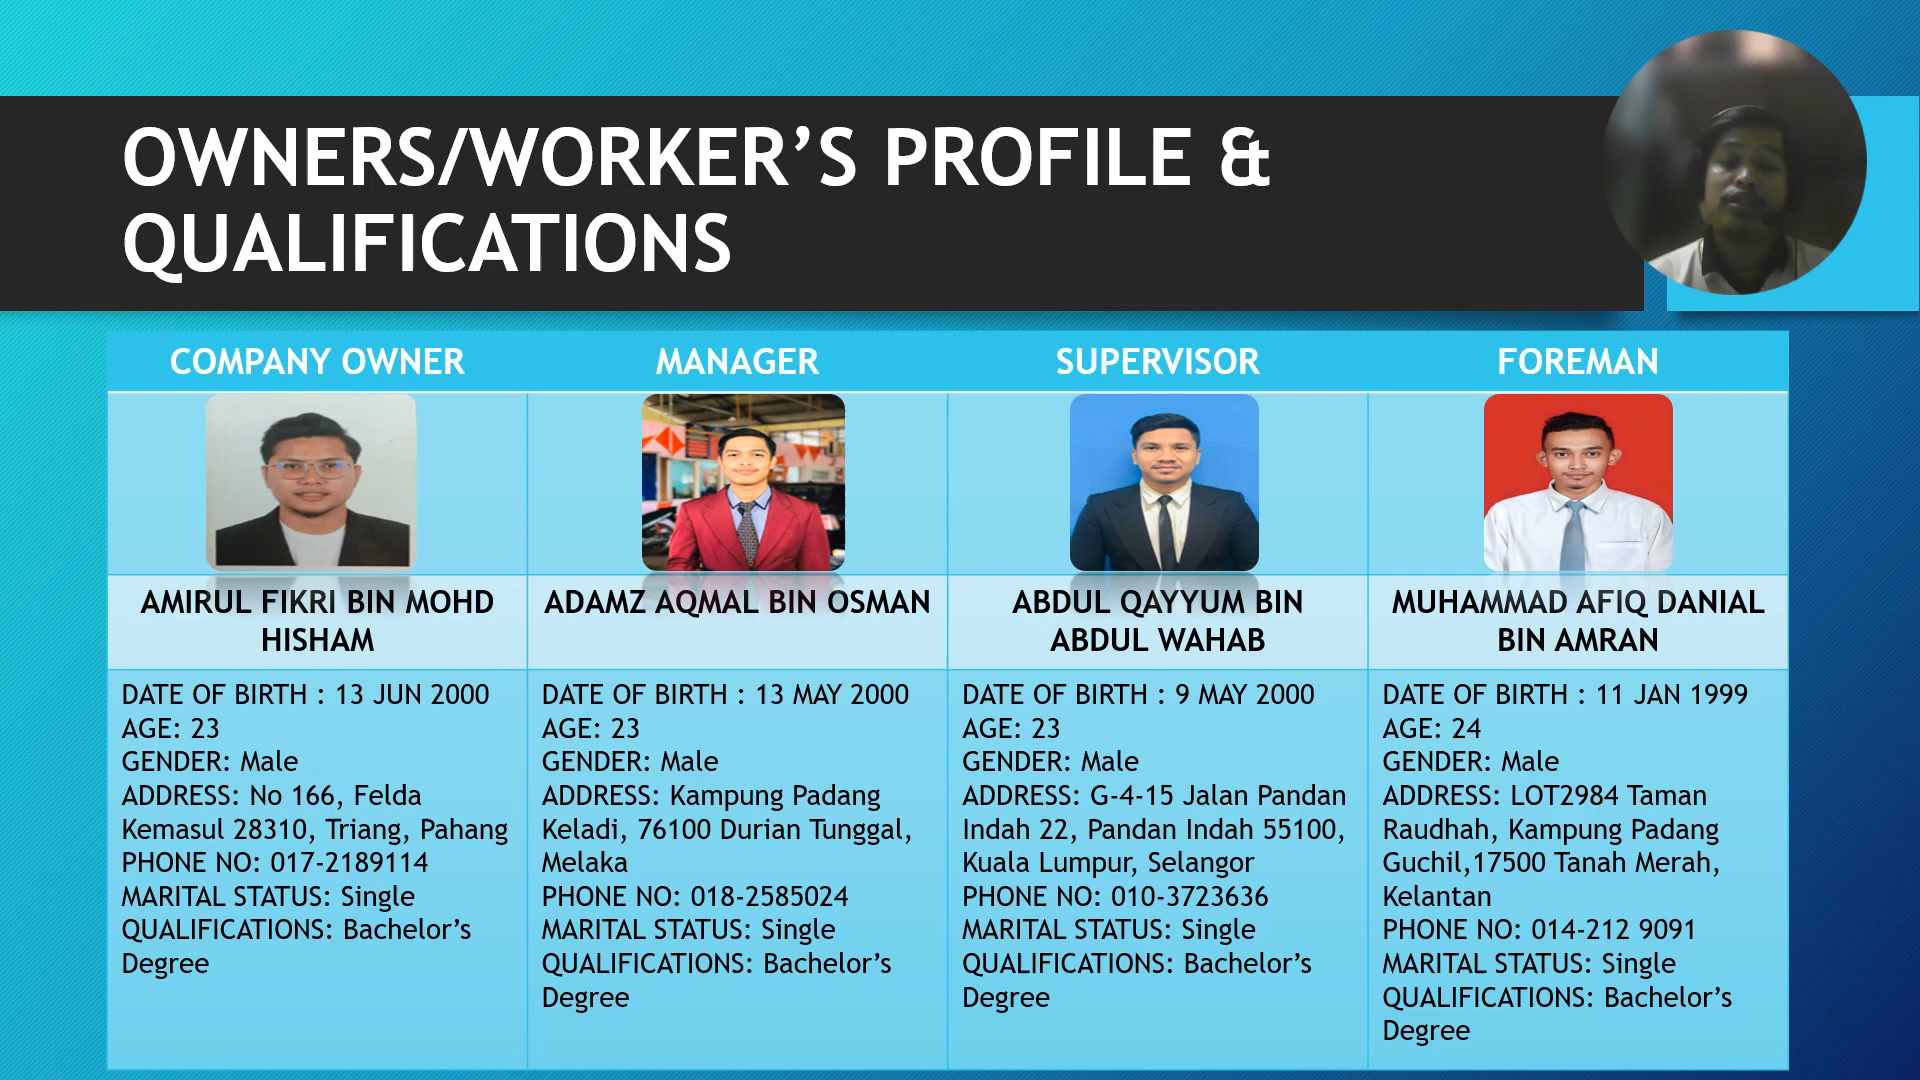 OWNERS/WORKER’S PROFILE &
QUALIFICATIONS
COMPANY OWNER
MANAGER
SUPERVISOR
FOREMAN
AMIRUL FIKRI BIN MOHD
HISHAM
ADAMZ AQMAL BIN OSMAN
ABDUL QAYYUM BIN
ABDUL WAHAB
MUHAMMAD AFIQ DANIAL
BIN AMRAN
DATE OF BIRTH : 13 JUN 2000
AGE: 23
GENDER: Male
ADDRESS: No 166, Felda
Kemasul 28310, Triang, Pahang
PHONE NO: 017-2189114
MARITAL STATUS: Single
QUALIFICATIONS: Bachelor’s
Degree
DATE OF BIRTH : 13 MAY 2000
AGE: 23
GENDER: Male
ADDRESS: Kampung Padang
Keladi, 76100 Durian Tunggal,
Melaka
PHONE NO: 018-2585024
MARITAL STATUS: Single
QUALIFICATIONS: Bachelor’s
Degree
DATE OF BIRTH : 9 MAY 2000
AGE: 23
GENDER: Male
ADDRESS: G-4-15 Jalan Pandan
Indah 22, Pandan Indah 55100,
Kuala Lumpur, Selangor
PHONE NO: 010-3723636
MARITAL STATUS: Single
QUALIFICATIONS: Bachelor’s
Degree
DATE OF BIRTH : 11 JAN 1999
AGE: 24
GENDER: Male
ADDRESS: LOT2984 Taman
Raudhah, Kampung Padang
Guchil,17500 Tanah Merah,
Kelantan
PHONE NO: 014-212 9091
MARITAL STATUS: Single
QUALIFICATIONS: Bachelor’s
Degree